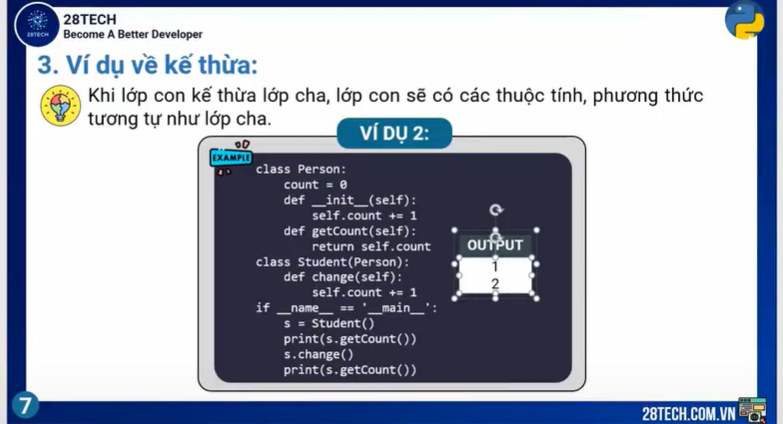 28TECH
Become A Better Developer
28TECH
3. Ví dụ về kế thừa:
Khi lớp con kế thừa lớp cha, lớp con sẽ có các thuộc tính, phương thức
tương tự như lớp cha.
VÍ DỤ 2:
EXAMPLE
class Person:
    count = 0
    def __init__(self):
        self.count += 1
    def getCount(self):
        return self.count
class Student(Person):
    def change(self):
        self.count += 1
if __name__ == '__main__':
    s = Student()
    print(s.getCount())
    s.change()
    print(s.getCount())
OUTPUT
1
2
7
28TECH.COM.VN